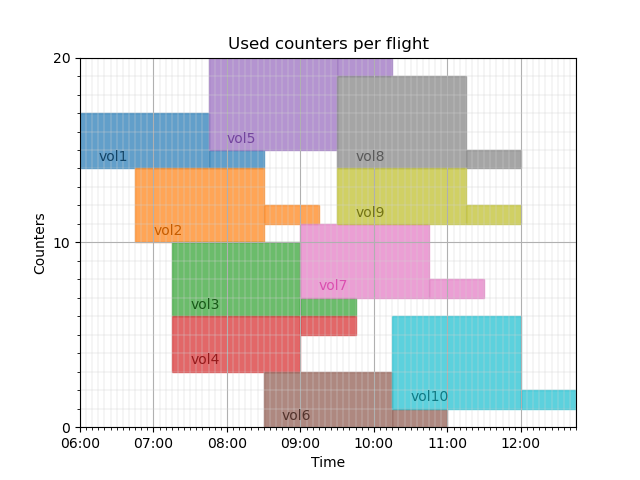 Used counters per flight
20
vol5
vol1
vol8
vol2
vol9
10
Counters
vol7
vol3
vol4
vol10
vol6
0
06:00 07:00 08:00 09:00 10:00 11:00 12:00
Time